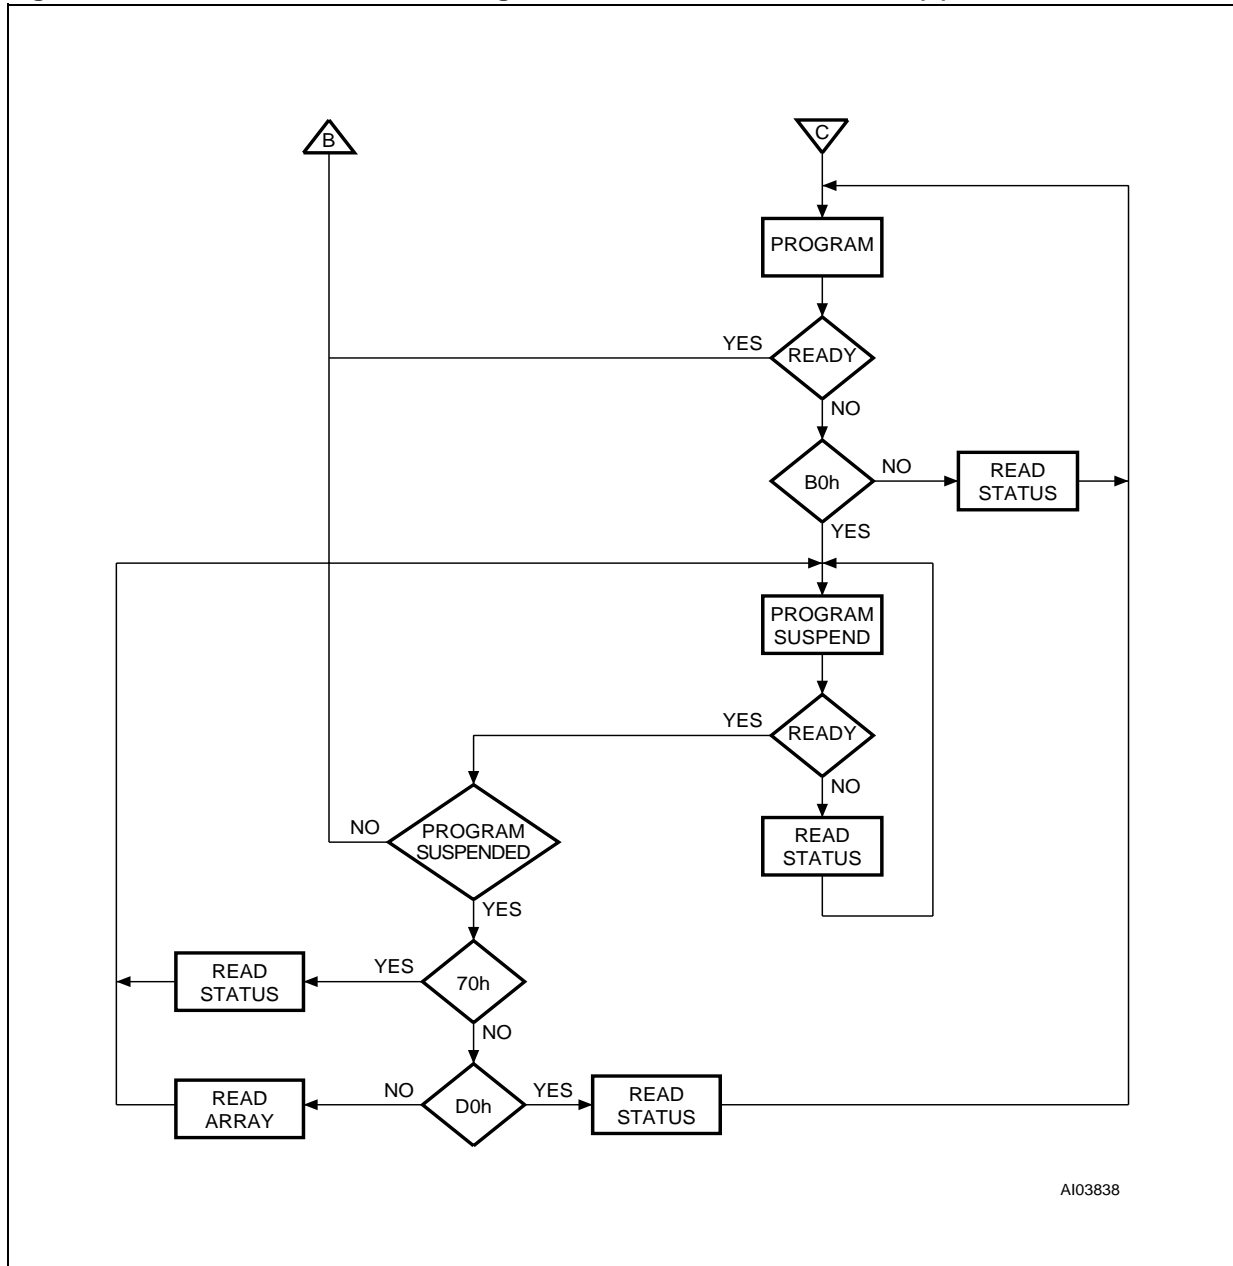 B
C
PROGRAM
YES
READY
NO
B0h
NO
READ
STATUS
YES
PROGRAM
SUSPEND
YES
READY
NO
NO
PROGRAM
SUSPENDED
READ
STATUS
YES
READ
STATUS
YES
70h
NO
READ
ARRAY
NO
D0h
YES
READ
STATUS
AI03838